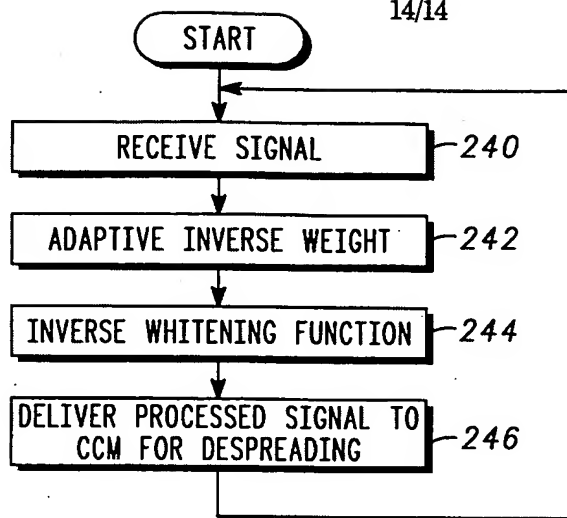 14/14
START
RECEIVE SIGNAL
240
ADAPTIVE INVERSE WEIGHT
242
INVERSE WHITENING FUNCTION
244
DELIVER PROCESSED SIGNAL TO
CCM FOR DESPREADING
246